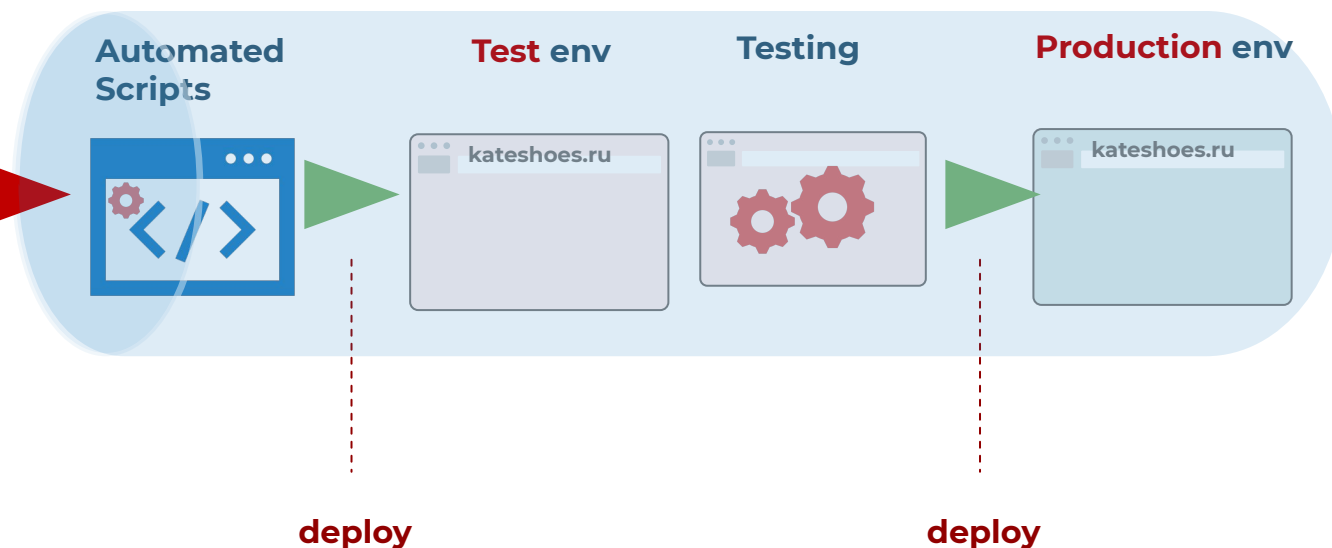 Automated
Scripts
Test env
Testing
Production env
kateshoes.ru
kateshoes.ru
deploy
deploy